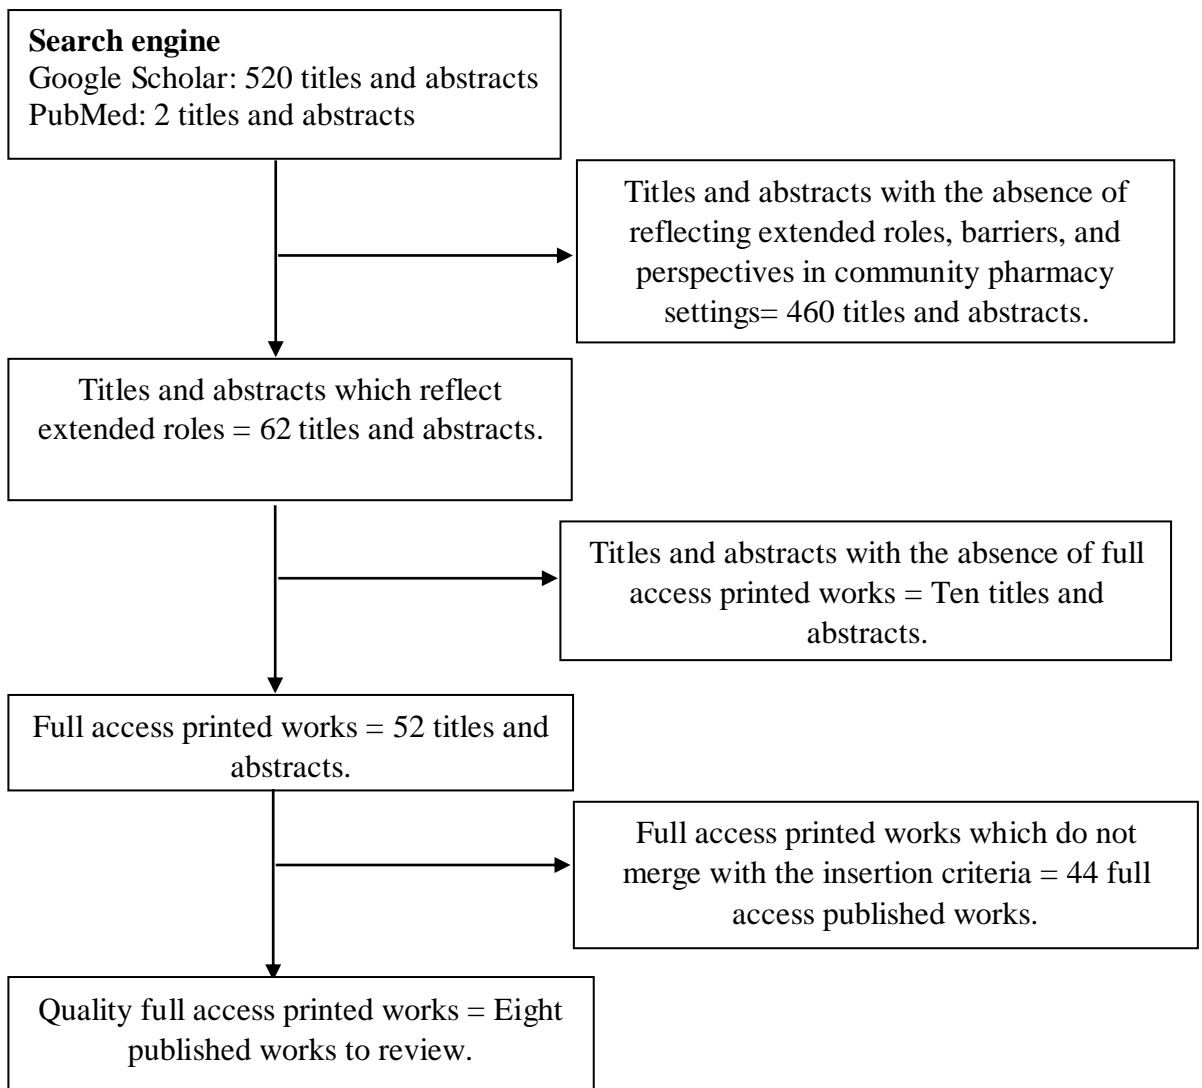 Search engine
Google Scholar: 520 titles and abstracts
PubMed: 2 titles and abstracts
Titles and abstracts with the absence of
reflecting extended roles, barriers, and
perspectives in community pharmacy
settings= 460 titles and abstracts.
Titles and abstracts which reflect
extended roles = 62 titles and abstracts.
Titles and abstracts with the absence of full
access printed works = Ten titles and
abstracts.
Full access printed works = 52 titles and
abstracts.
Full access printed works which do not
merge with the insertion criteria = 44 full
access published works.
Quality full access printed works = Eight
published works to review.